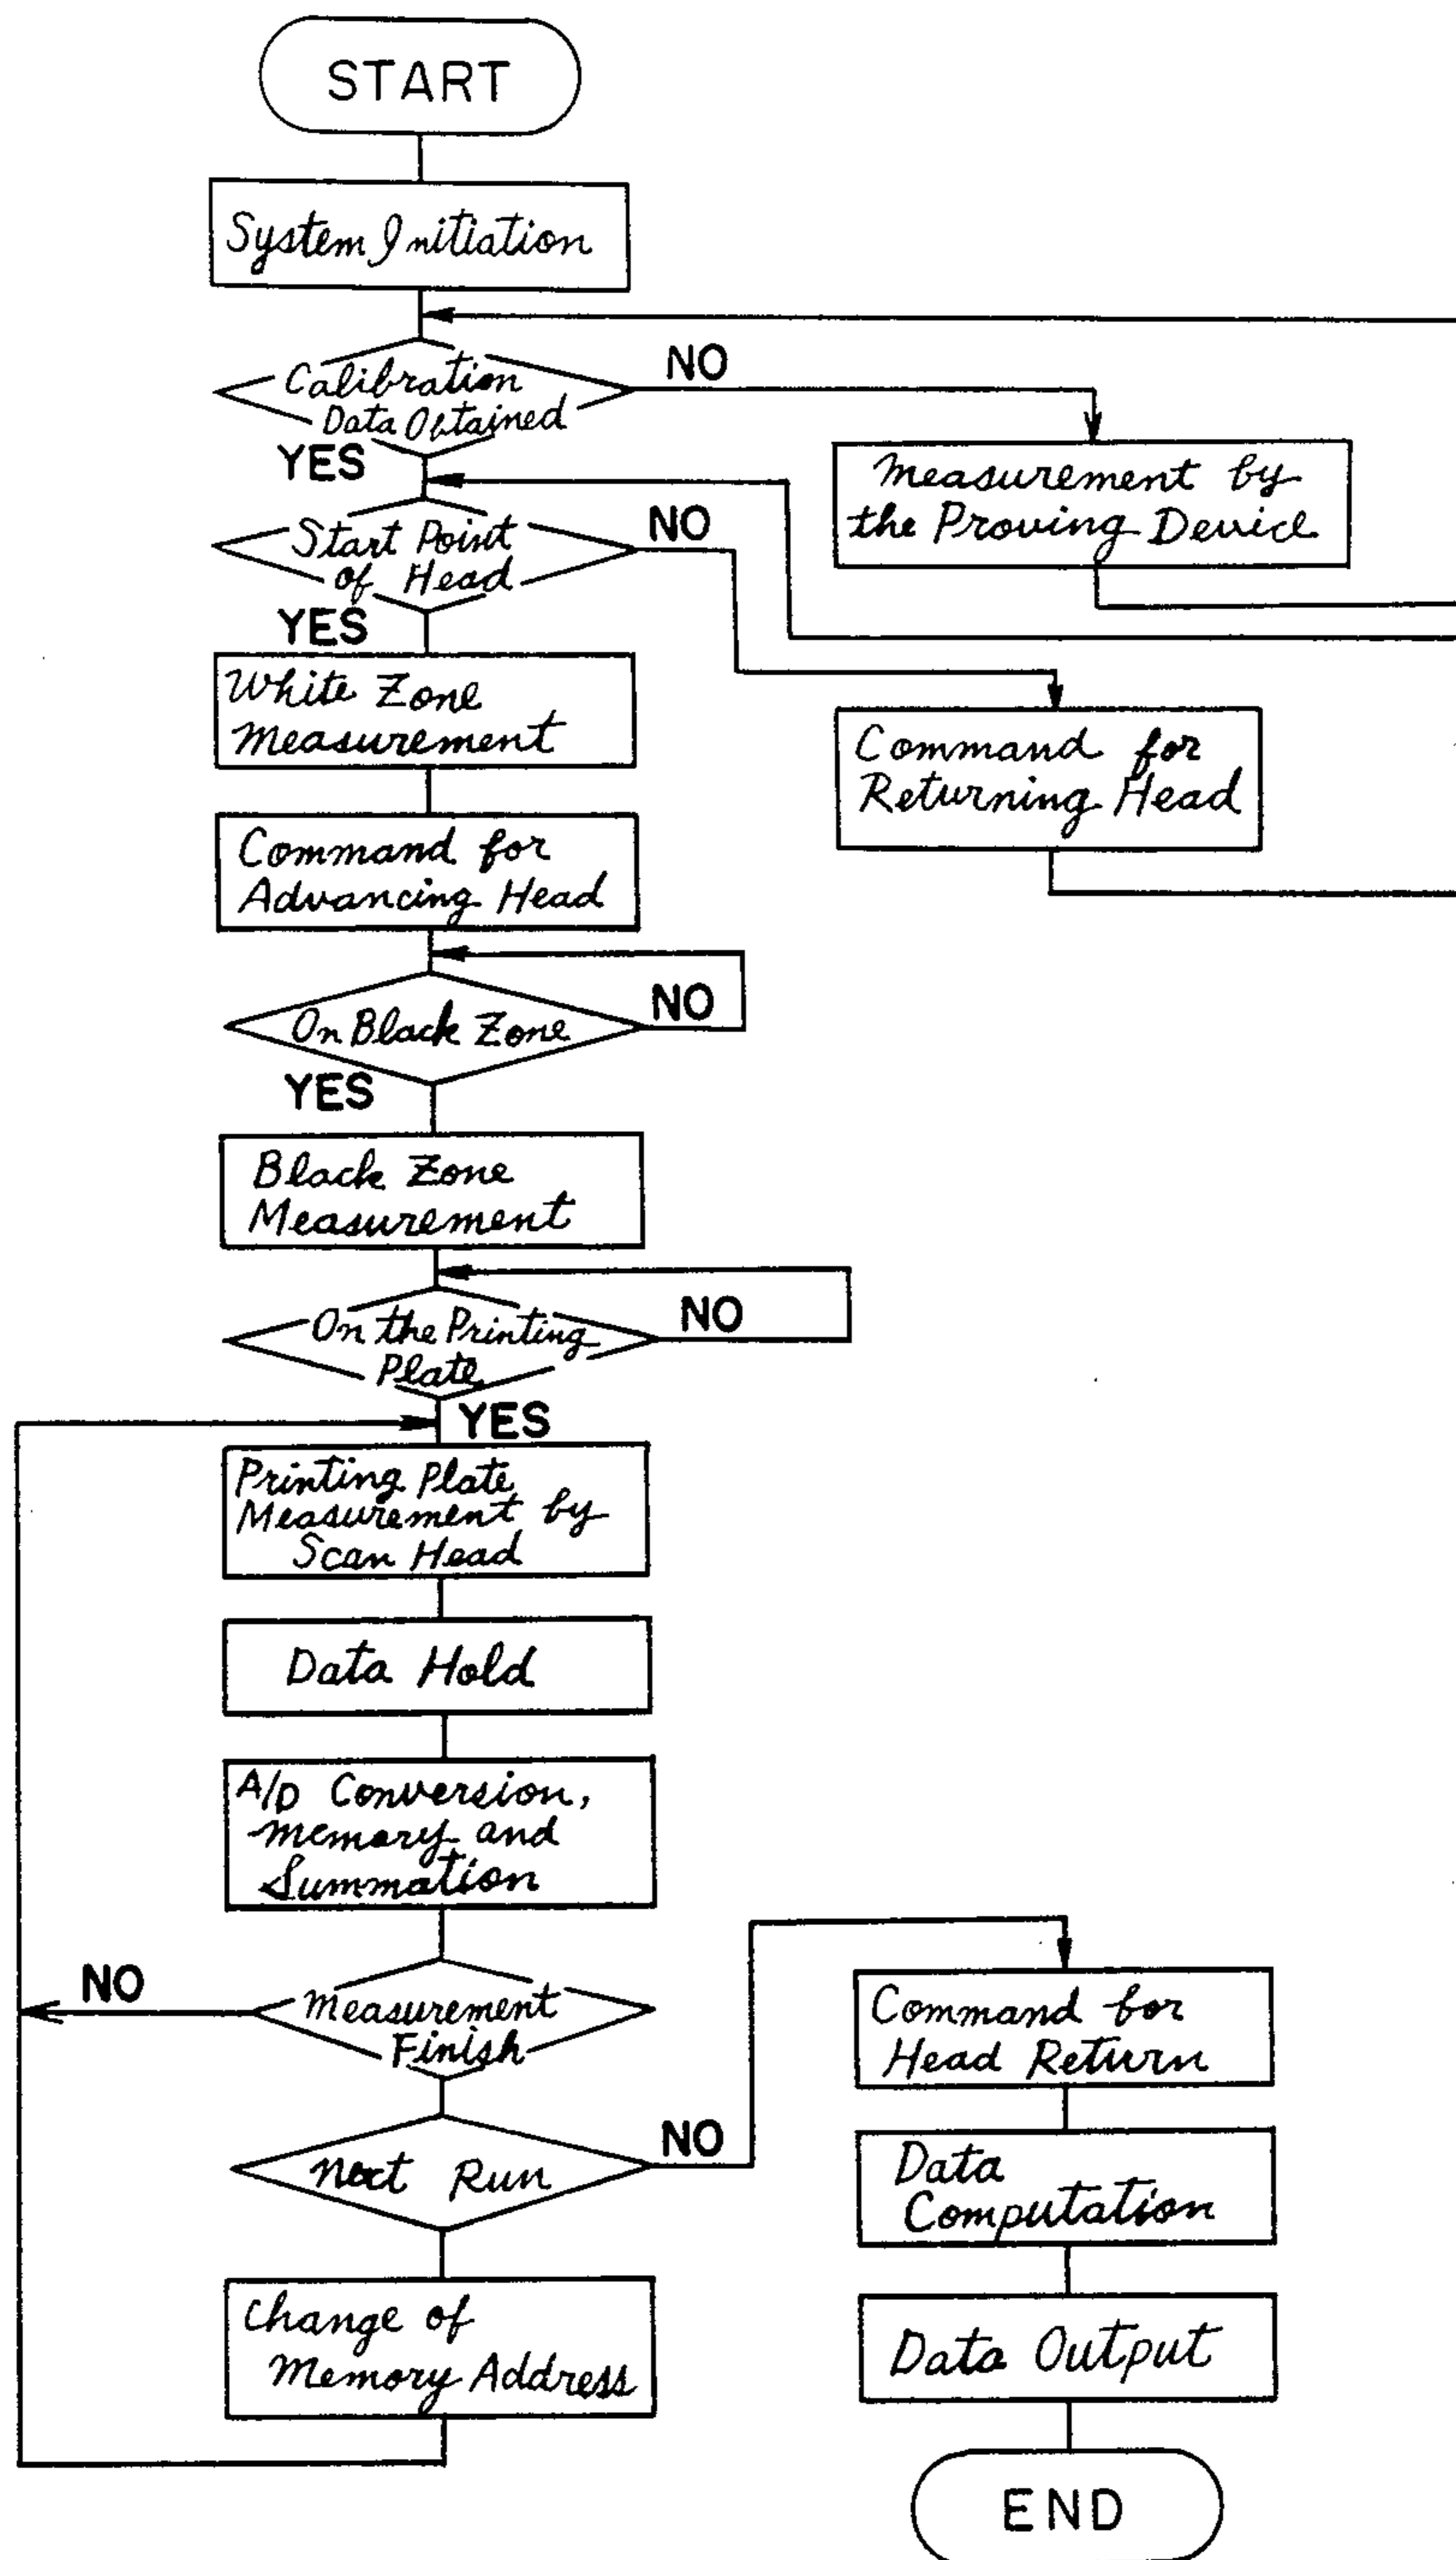 START
System Initiation
Calibration
Data Obtained
NO
YES
Measurement by
the Proving Device
Start Point
of Head
NO
YES
Command for
Returning Head
White Zone
Measurement
Command for
Advancing Head
On Black Zone
NO
YES
Black Zone
Measurement
On the Printing
Plate
NO
YES
Printing Plate
Measurement by
Scan Head
Data Hold
A/D Conversion,
Memory and
Summation
Measurement
Finish
NO
Next Run
NO
Change of
Memory Address
Command for
Head Return
Data
Computation
Data Output
END